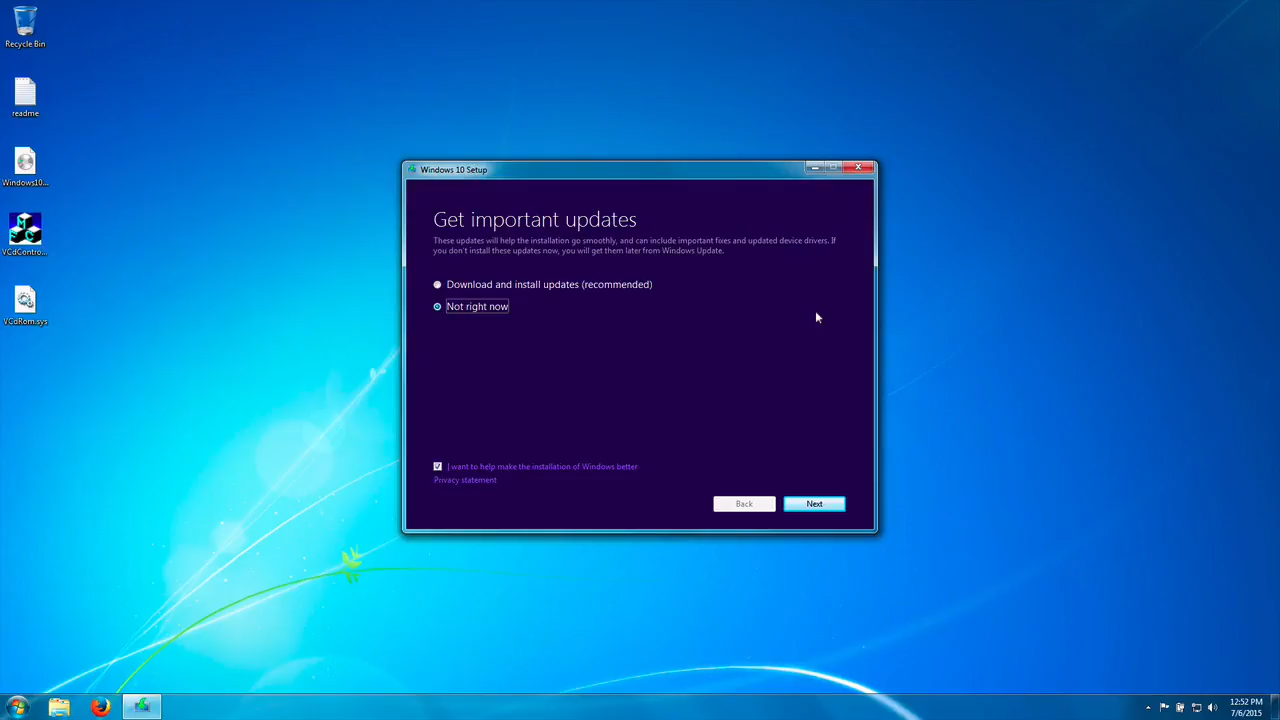 Recycle Bin
readme
Windows10...
VCdContro...
VCdRom.sys
Windows 10 Setup
Get important updates
These updates will help the installation go smoothly, and can include important fixes and updated device drivers. If
you don't install these updates now, you will get them later from Windows Update.
Download and install updates (recommended)
Not right now
I want to help make the installation of Windows better
Privacy statement
Back
Next
12:52 PM
7/6/2015